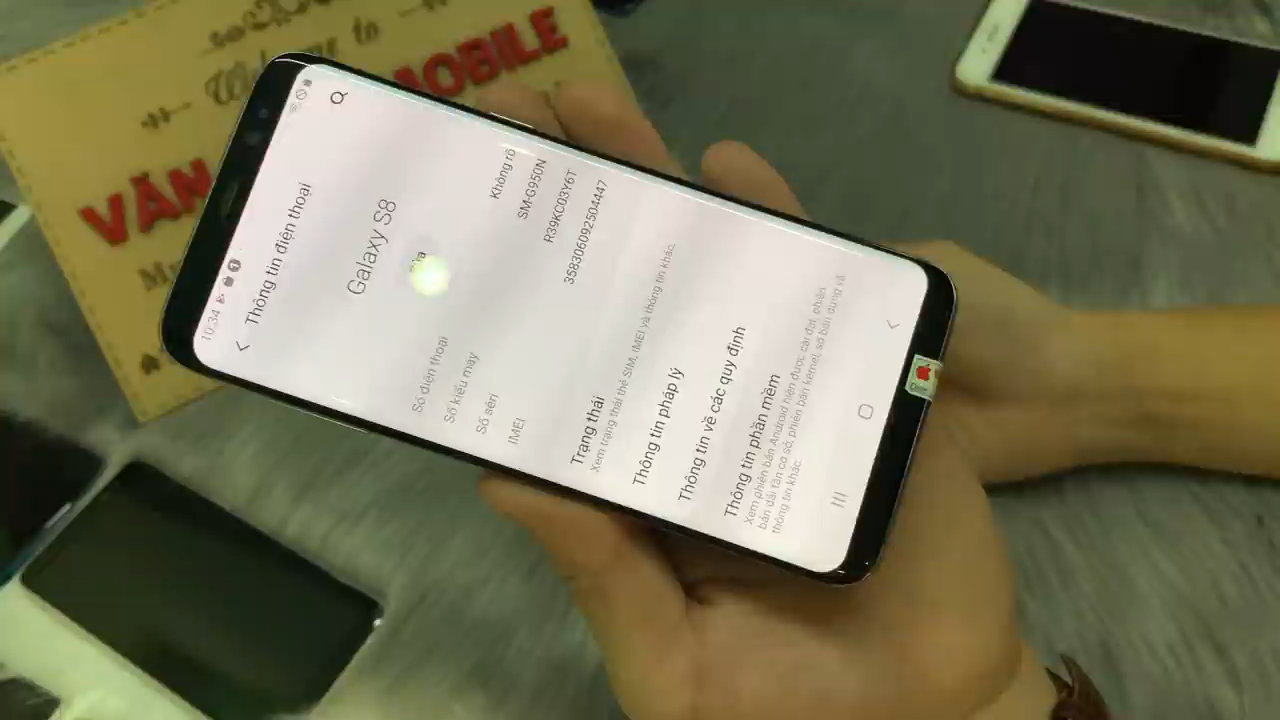 Welcome to
VĂN
MOBILE
10:34
Thông tin điện thoại
Galaxy S8
Số điện thoại Không rõ
Số kiểu máy SM-G950N
Số sêri R39KC03Y6T
IMEI 358306092504447
Trạng thái
Xem trạng thái thẻ SIM, IMEI và thông tin khác.
Thông tin pháp lý
Thông tin về các quy định
Thông tin phần mềm
Xem phiên bản Android hiện được cài đặt, phiên
bản dải tần cơ sở, phiên bản kernel, số bản dựng và
thông tin khác.